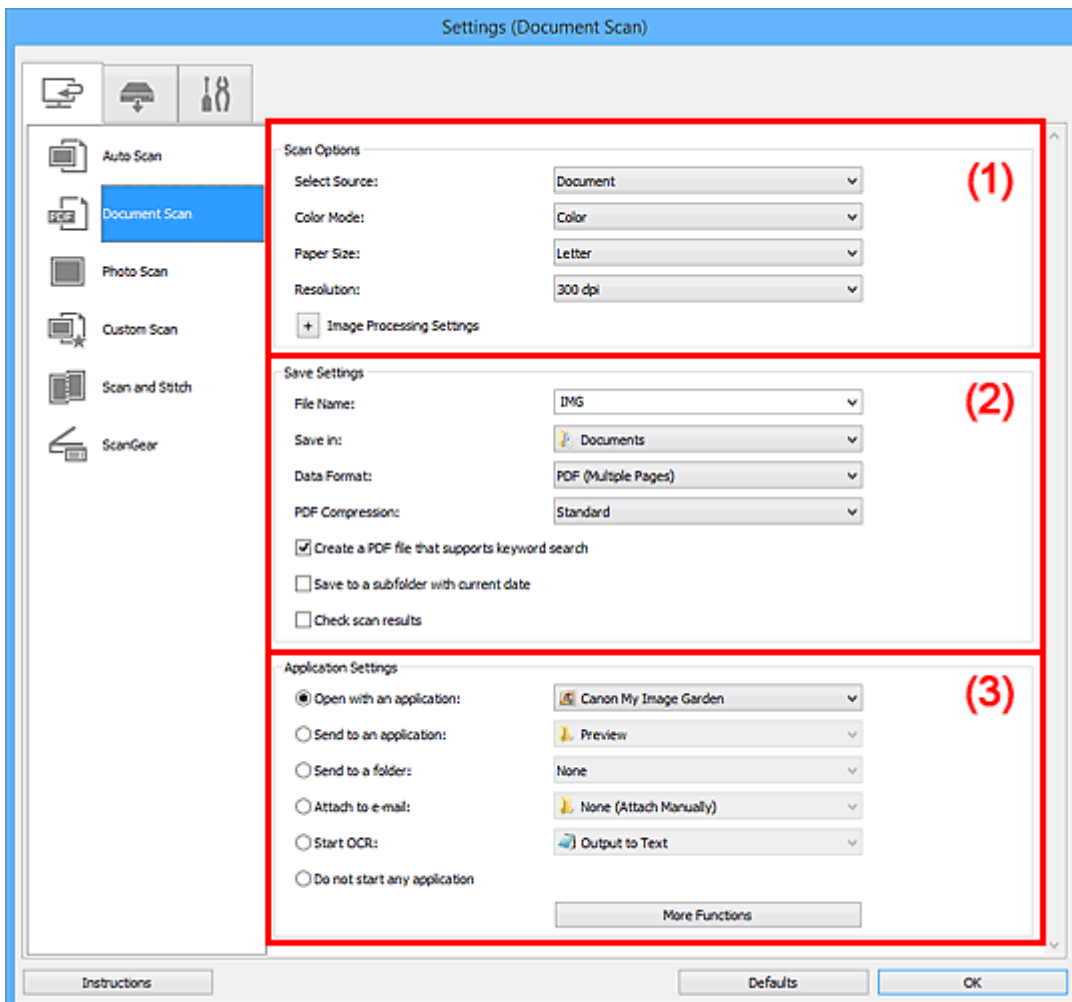 Settings (Document Scan)
Auto Scan
PDF Document Scan
Photo Scan
Custom Scan
Scan and Stitch
ScanGear
Scan Options
(1)
Select Source: Document
Color Mode: Color
Paper Size: Letter
Resolution: 300 dpi
+ Image Processing Settings
Save Settings
(2)
File Name: IMG
Save in: Documents
Data Format: PDF (Multiple Pages)
PDF Compression: Standard
Create a PDF file that supports keyword search
Save to a subfolder with current date
Check scan results
Application Settings
(3)
Open with an application: Canon My Image Garden
Send to an application: Preview
Send to a folder: None
Attach to e-mail: None (Attach Manually)
Start OCR: Output to Text
Do not start any application
More Functions
Instructions Defaults OK